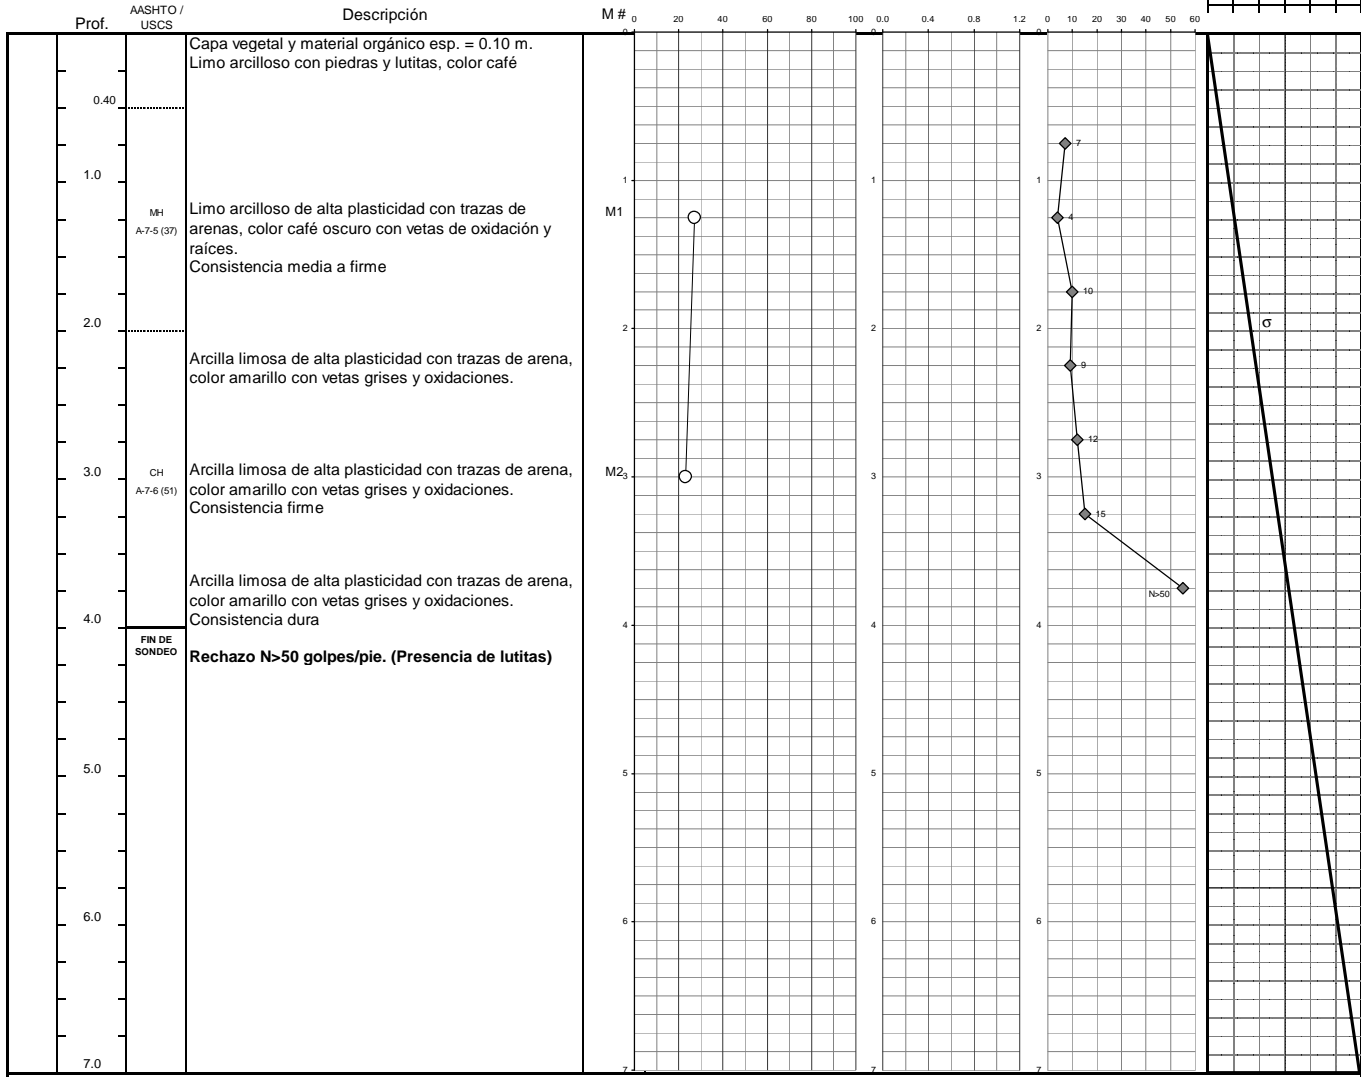 Prof.
AASHTO / USCS
Descripción
M #
0 20 40 60 80 100
0.0 0.4 0.8 1.2
0 10 20 30 40 50 60
0 0 0
Capa vegetal y material orgánico esp. = 0.10 m.
Limo arcilloso con piedras y lutitas, color café
0.40
7
1.0
1 1 1
MH
A-7-5 (37)
Limo arcilloso de alta plasticidad con trazas de
arenas, color café oscuro con vetas de oxidación y
raíces.
Consistencia media a firme
M1
4
10
2.0
2 2 2
σ
Arcilla limosa de alta plasticidad con trazas de arena,
color amarillo con vetas grises y oxidaciones.
9
12
3.0
CH
A-7-6 (51)
Arcilla limosa de alta plasticidad con trazas de arena,
color amarillo con vetas grises y oxidaciones.
Consistencia firme
M2
3 3 3
15
Arcilla limosa de alta plasticidad con trazas de arena,
color amarillo con vetas grises y oxidaciones.
Consistencia dura
N>50
4.0
4 4 4
FIN DE
SONDEO
Rechazo N>50 golpes/pie. (Presencia de lutitas)
5.0
5 5 5
6.0
6 6 6
7.0
7 7 7